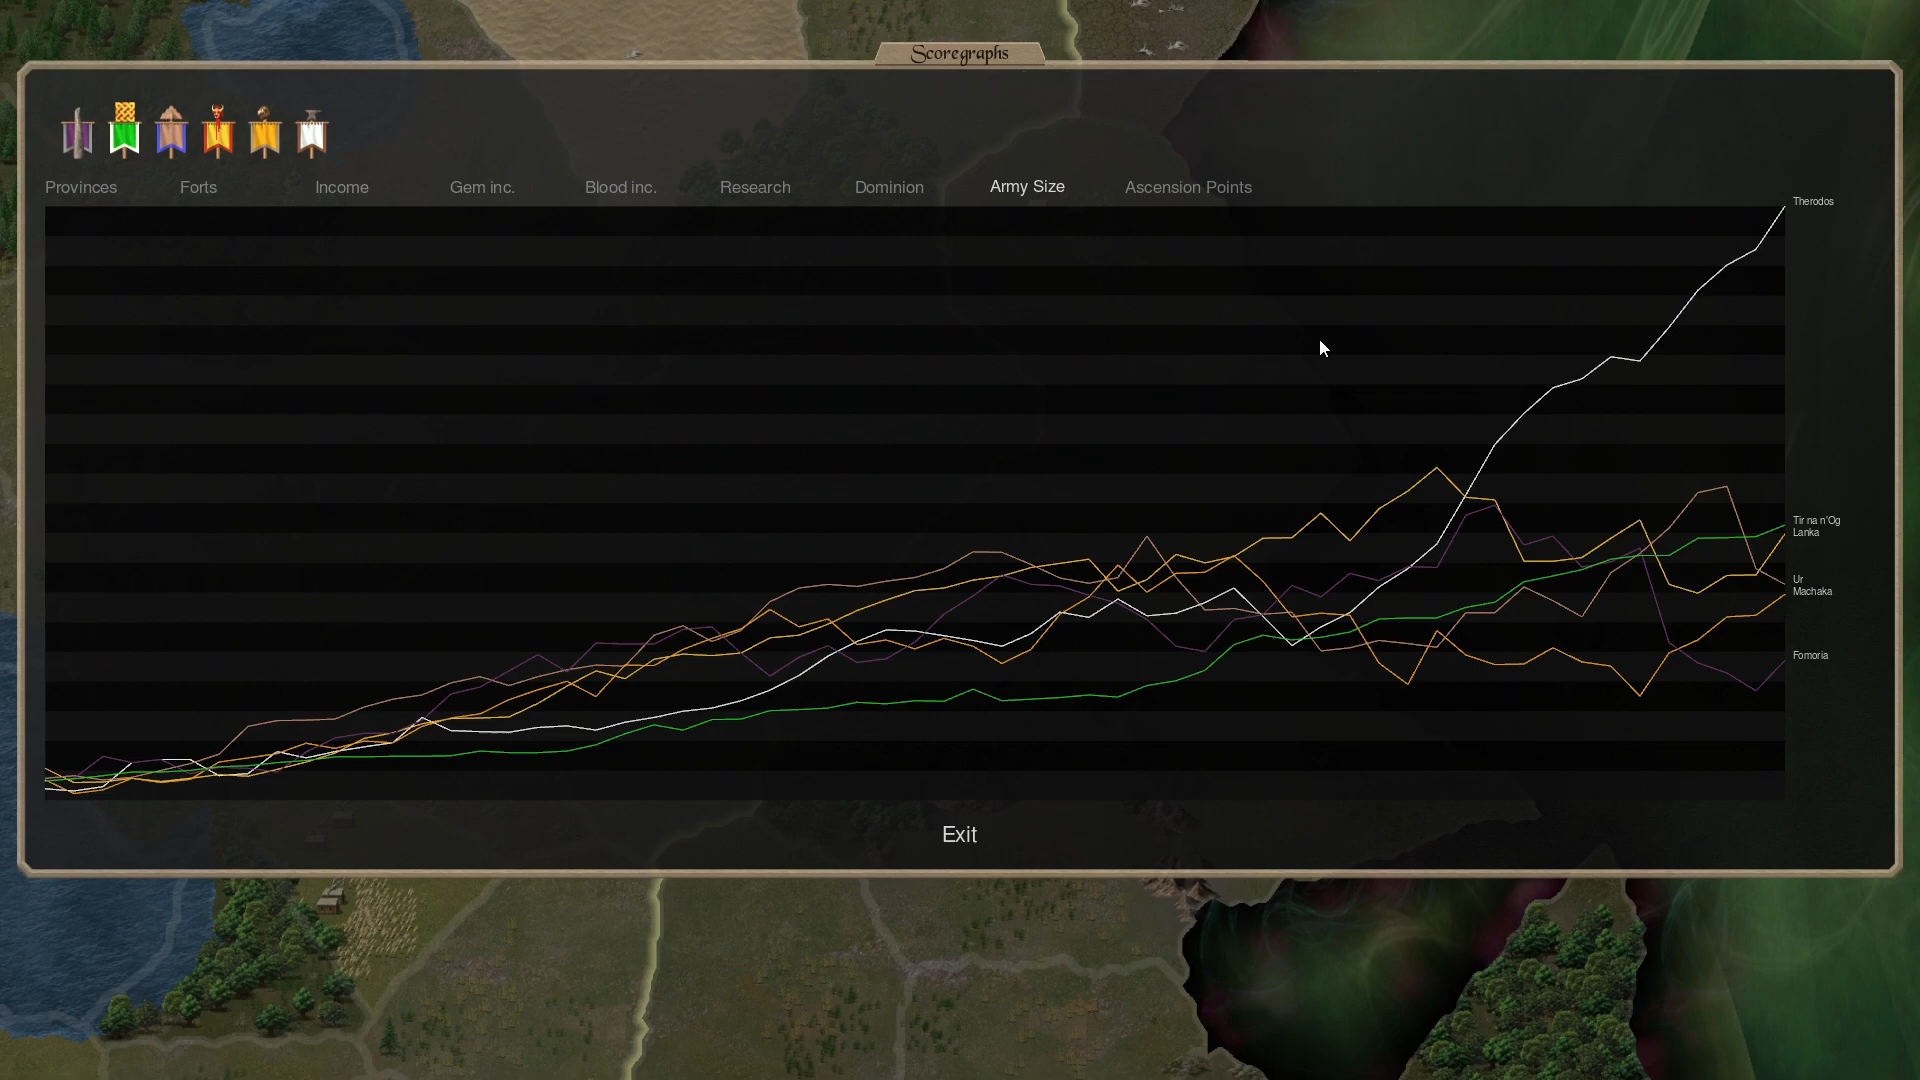 Scoregraphs
Provinces Forts Income Gem inc. Blood inc. Research Dominion Army Size Ascension Points
Therodos
Tir na n'Og
Lanka
Ur
Machaka
Fomoria
Exit